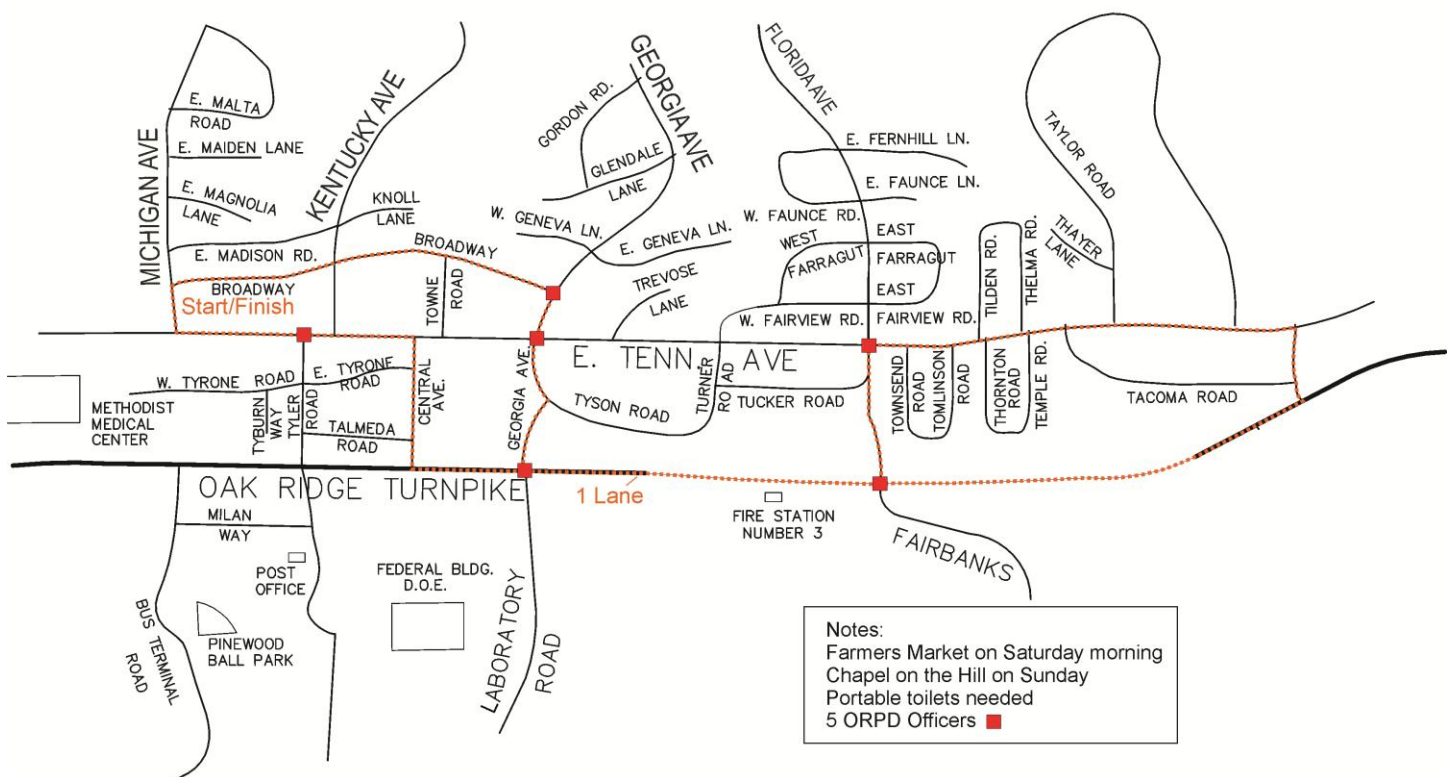 MICHIGAN AVE
E. MALTA
ROAD
E. MAIDEN LANE
E. MAGNOLIA
LANE
E. MADISON RD.
KENTUCKY AVE
KNOLL
LANE
BROADWAY
BROADWAY
Start/Finish
TOWNE
ROAD
GORDON RD.
GEORGIA AVE
GLENDALE
LANE
W. GENEVA LN.
E. GENEVA LN.
TREVOSE
LANE
FLORIDA AVE
E. FERNHILL LN.
E. FAUNCE LN.
W. FAUNCE RD.
WEST
FARRAGUT
EAST
FARRAGUT
EAST
FAIRVIEW RD.
W. FAIRVIEW RD.
TILDEN RD.
THELMA RD.
TAYLOR ROAD
THAYER
LANE
E. TENN. AVE
W. TYRONE ROAD
E. TYRONE
ROAD
CENTRAL
AVE.
GEORGIA AVE.
TYSON ROAD
TURNER
ROAD
TUCKER ROAD
TOWNSEND
ROAD
TOMLINSON
ROAD
THORNTON
ROAD
TEMPLE RD.
TACOMA ROAD
METHODIST
MEDICAL
CENTER
TYBURN
WAY
TYLER
ROAD
TALMEDA
ROAD
OAK RIDGE TURNPIKE
1 Lane
MILAN
WAY
POST
OFFICE
FEDERAL BLDG.
D.O.E.
FIRE STATION
NUMBER 3
FAIRBANKS
BUS TERMINAL
ROAD
PINEWOOD
BALL PARK
LABORATORY
ROAD
Notes:
Farmers Market on Saturday morning
Chapel on the Hill on Sunday
Portable toilets needed
5 ORPD Officers